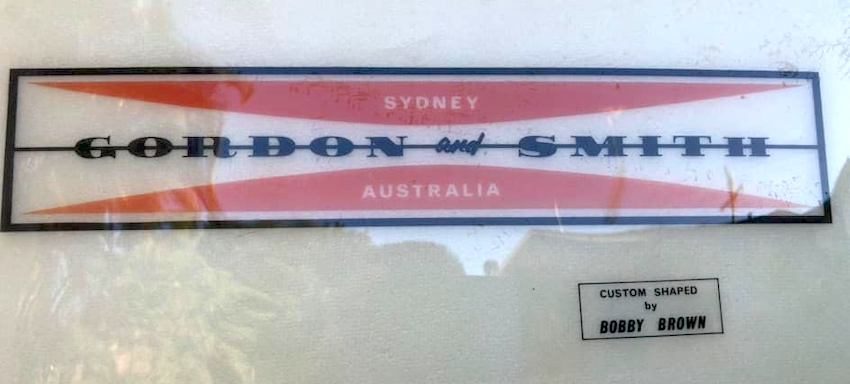 SYDNEY
GORDON and SMITH
AUSTRALIA
CUSTOM SHAPED
by
BOBBY BROWN